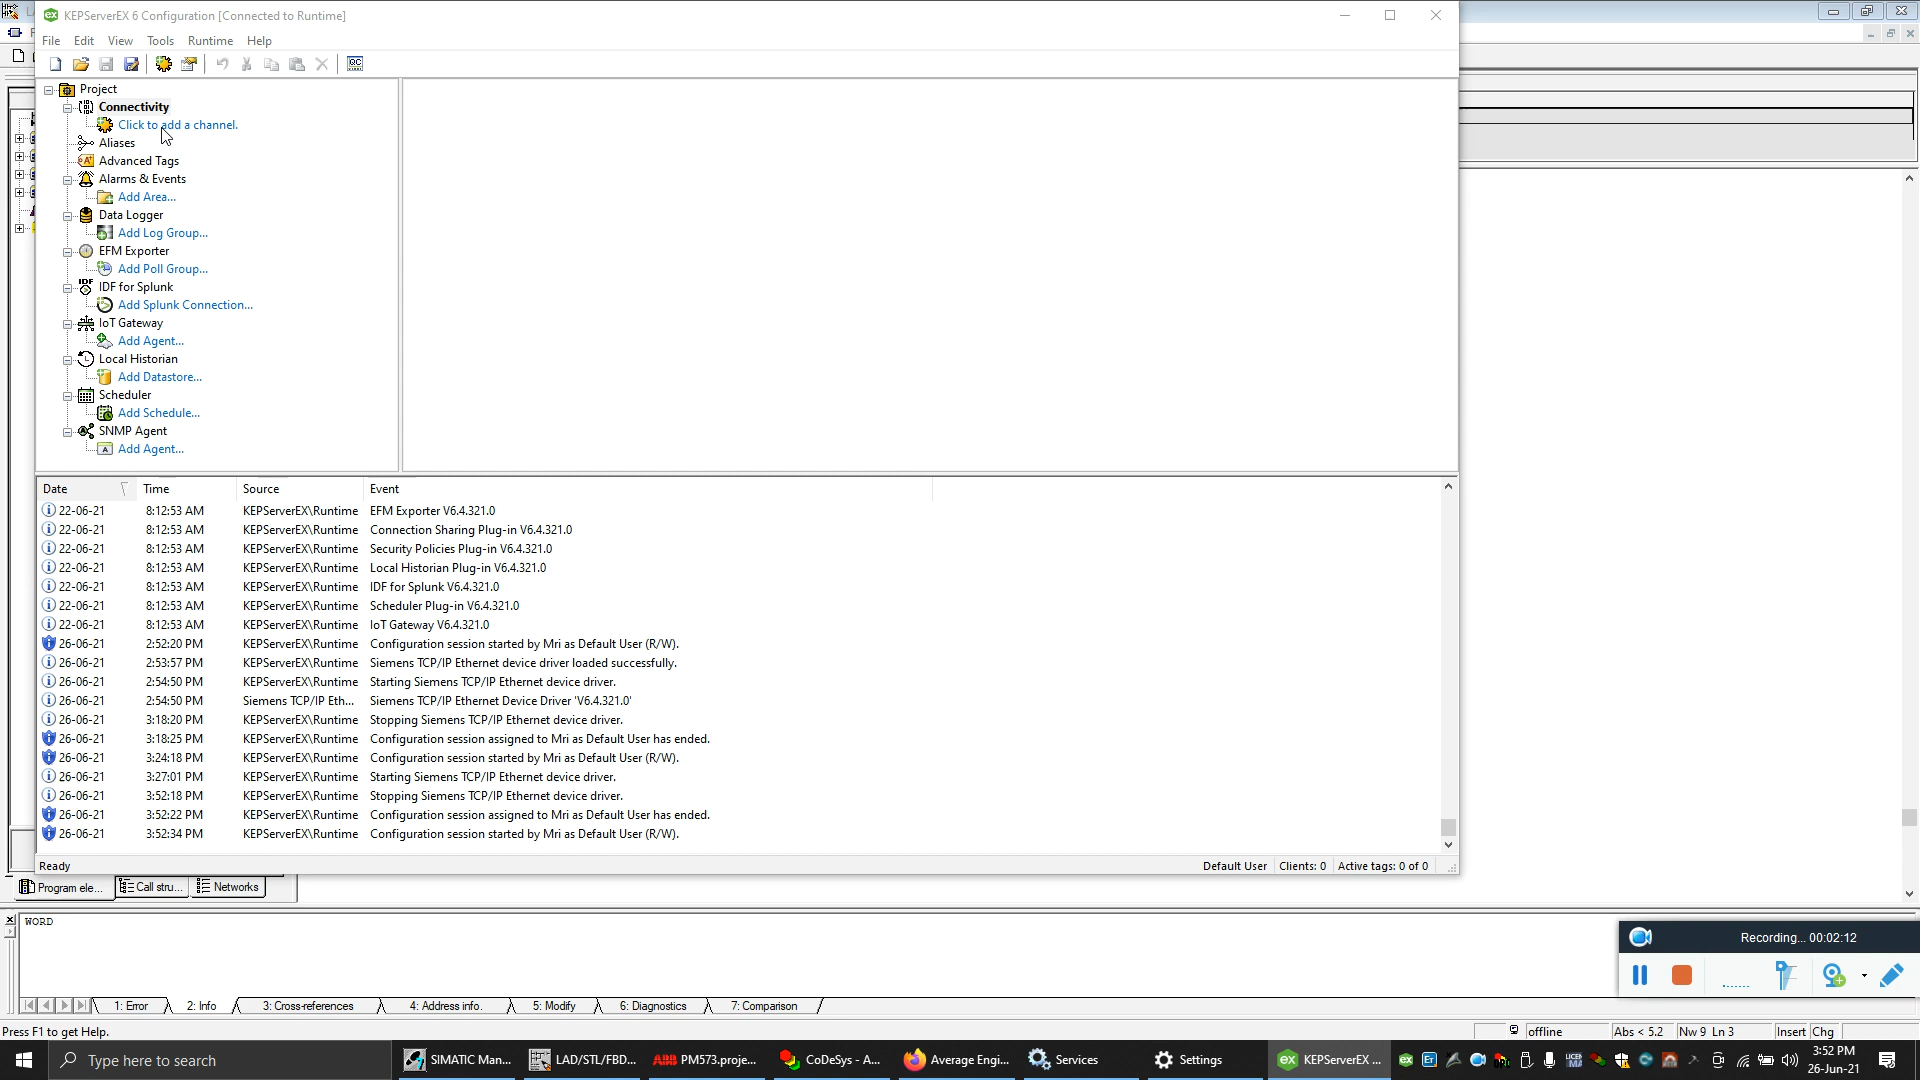 KEPServerEX 6 Configuration [Connected to Runtime]
File Edit View Tools Runtime Help
Project
Connectivity
Click to add a channel.
Aliases
Advanced Tags
Alarms & Events
Add Area...
Data Logger
Add Log Group...
EFM Exporter
Add Poll Group...
IDF for Splunk
Add Splunk Connection...
IoT Gateway
Add Agent...
Local Historian
Add Datastore...
Scheduler
Add Schedule...
SNMP Agent
Add Agent...
Date Time Source Event
22-06-21 8:12:53 AM KEPServerEX\Runtime EFM Exporter V6.4.321.0
22-06-21 8:12:53 AM KEPServerEX\Runtime Connection Sharing Plug-in V6.4.321.0
22-06-21 8:12:53 AM KEPServerEX\Runtime Security Policies Plug-in V6.4.321.0
22-06-21 8:12:53 AM KEPServerEX\Runtime Local Historian Plug-in V6.4.321.0
22-06-21 8:12:53 AM KEPServerEX\Runtime IDF for Splunk V6.4.321.0
22-06-21 8:12:53 AM KEPServerEX\Runtime Scheduler Plug-in V6.4.321.0
22-06-21 8:12:53 AM KEPServerEX\Runtime IoT Gateway V6.4.321.0
26-06-21 2:52:20 PM KEPServerEX\Runtime Configuration session started by Mri as Default User (R/W).
26-06-21 2:53:57 PM KEPServerEX\Runtime Siemens TCP/IP Ethernet device driver loaded successfully.
26-06-21 2:54:50 PM KEPServerEX\Runtime Starting Siemens TCP/IP Ethernet device driver.
26-06-21 2:54:50 PM Siemens TCP/IP Eth... Siemens TCP/IP Ethernet Device Driver 'V6.4.321.0'
26-06-21 3:18:20 PM KEPServerEX\Runtime Stopping Siemens TCP/IP Ethernet device driver.
26-06-21 3:18:25 PM KEPServerEX\Runtime Configuration session assigned to Mri as Default User has ended.
26-06-21 3:24:18 PM KEPServerEX\Runtime Configuration session started by Mri as Default User (R/W).
26-06-21 3:27:01 PM KEPServerEX\Runtime Starting Siemens TCP/IP Ethernet device driver.
26-06-21 3:52:18 PM KEPServerEX\Runtime Stopping Siemens TCP/IP Ethernet device driver.
26-06-21 3:52:22 PM KEPServerEX\Runtime Configuration session assigned to Mri as Default User has ended.
26-06-21 3:52:34 PM KEPServerEX\Runtime Configuration session started by Mri as Default User (R/W).
Ready Default User Clients: 0 Active tags: 0 of 0
Program ele... Call stru... Networks
WORD
Recording... 00:02:12
1: Error 2: Info 3: Cross-references 4: Address info. 5: Modify 6: Diagnostics 7: Comparison
Press F1 to get Help. offline Abs < 5.2 Nw 9 Ln 3 Insert Chg
Type here to search SIMATIC Man... LAD/STL/FBD... ABB PM573.proje... CoDeSys - A... Average Engi... Services Settings KEPServerEX ... 3:52 PM
26-Jun-21